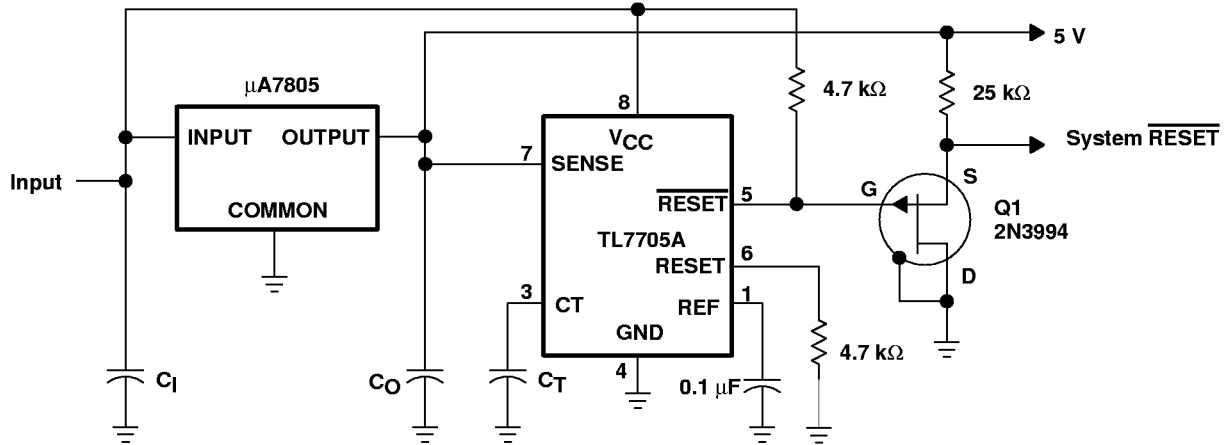 μA7805
INPUT OUTPUT
COMMON
Input
8
VCC
7
SENSE
RESET
5
TL7705A
RESET
6
3
CT
REF
1
GND
4
4.7 kΩ
25 kΩ
5 V
System RESET
G
S
Q1
2N3994
D
CI
CO
CT
0.1 μF
4.7 kΩ